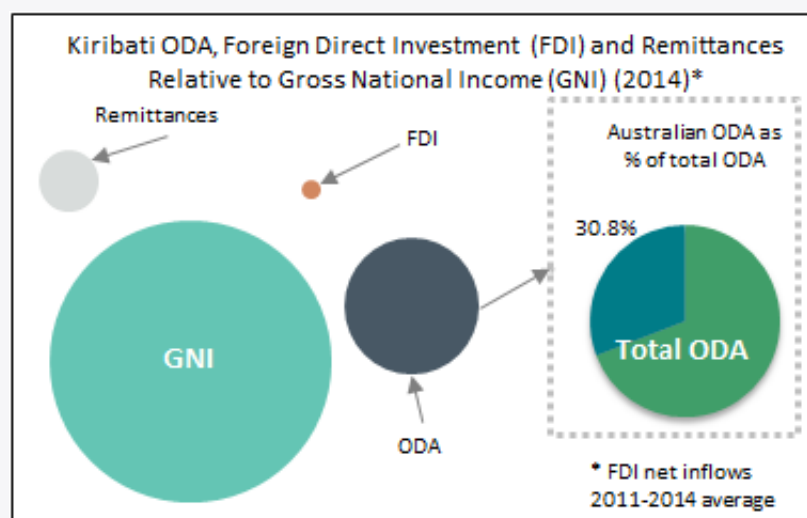 Kiribati ODA, Foreign Direct Investment (FDI) and Remittances
Relative to Gross National Income (GNI) (2014)*
Remittances
FDI
Australian ODA as
% of total ODA
30.8%
Total ODA
GNI
ODA
* FDI net inflows
2011-2014 average